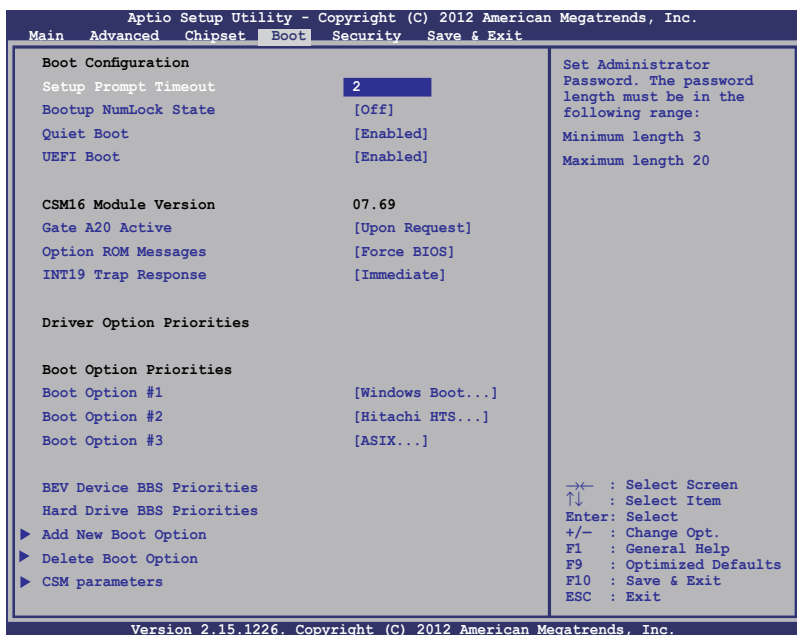 Aptio Setup Utility - Copyright (C) 2012 American Megatrends, Inc.
Main Advanced Chipset Boot Security Save & Exit
Boot Configuration
Setup Prompt Timeout 2
Bootup NumLock State [Off]
Quiet Boot [Enabled]
UEFI Boot [Enabled]
CSM16 Module Version 07.69
Gate A20 Active [Upon Request]
Option ROM Messages [Force BIOS]
INT19 Trap Response [Immediate]
Driver Option Priorities
Boot Option Priorities
Boot Option #1 [Windows Boot...]
Boot Option #2 [Hitachi HTS...]
Boot Option #3 [ASIX...]
BEV Device BBS Priorities
Hard Drive BBS Priorities
▶ Add New Boot Option
▶ Delete Boot Option
▶ CSM parameters
Set Administrator
Password. The password
length must be in the
following range:
Minimum length 3
Maximum length 20
→← : Select Screen
↑↓ : Select Item
Enter: Select
+/— : Change Opt.
F1 : General Help
F9 : Optimized Defaults
F10 : Save & Exit
ESC : Exit
Version 2.15.1226. Copyright (C) 2012 American Megatrends, Inc.